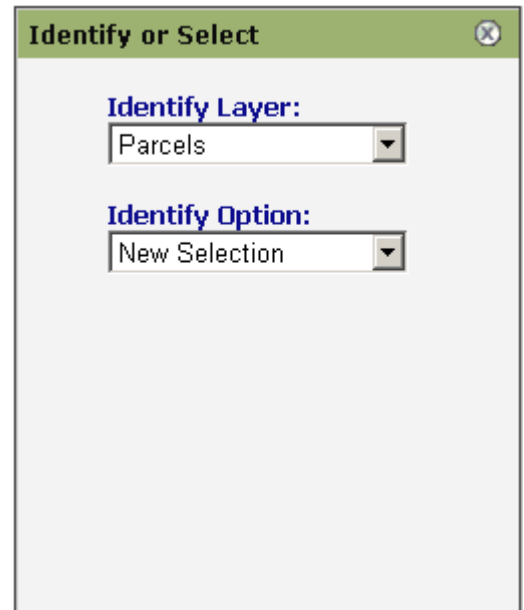 Identify or Select
Identify Layer:
Parcels
Identify Option:
New Selection